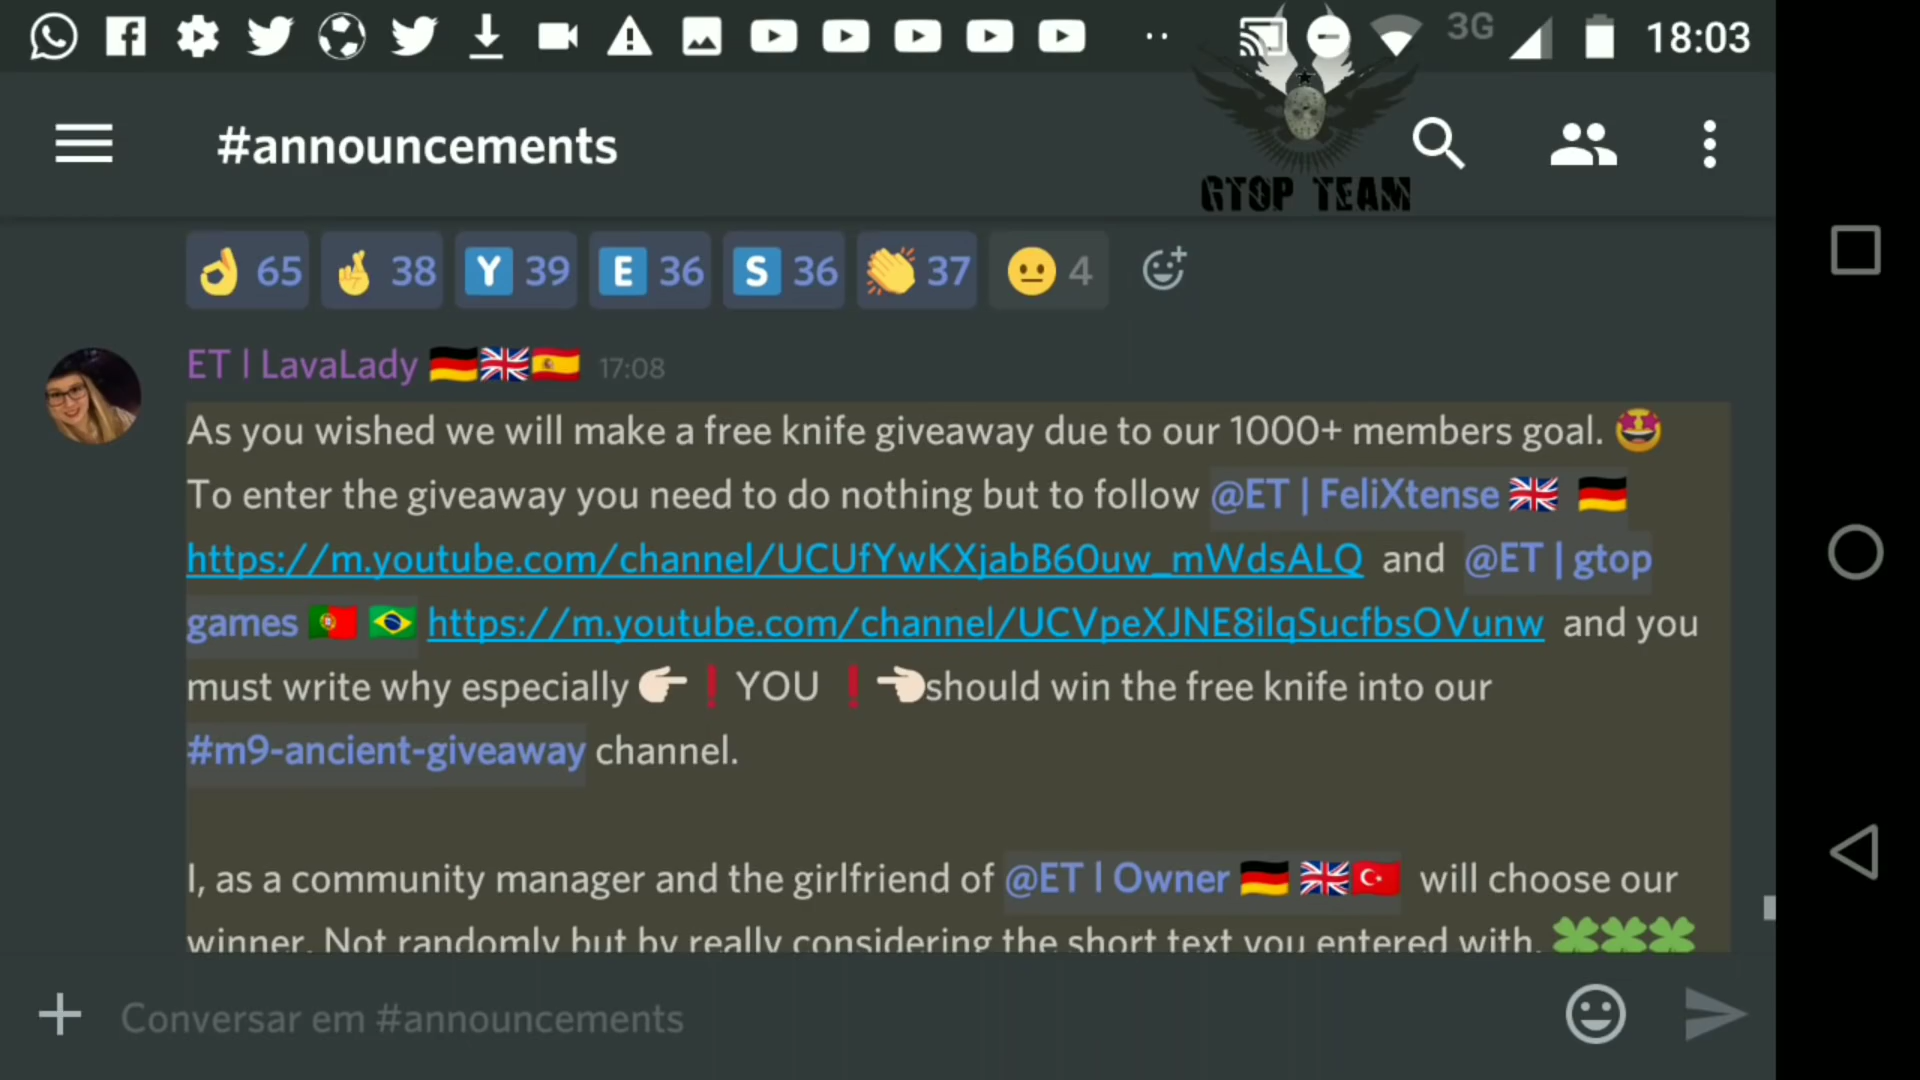 3G 18:03
#announcements
GTOP TEAM
65 38 Y 39 E 36 S 36 37 4
ET | LavaLady 17:08
As you wished we will make a free knife giveaway due to our 1000+ members goal.
To enter the giveaway you need to do nothing but to follow @ET | FeliXtense
https://m.youtube.com/channel/UCUfYwKXjabB60uw_mWdsALQ and @ET | gtop
games https://m.youtube.com/channel/UCVpeXJNE8ilqSucfbsOVunw and you
must write why especially 👉❗YOU ❗👈should win the free knife into our
#m9-ancient-giveaway channel.
I, as a community manager and the girlfriend of @ET | Owner will choose our
winner. Not randomly but by really considering the short text you entered with. 🍀🍀🍀
Conversar em #announcements